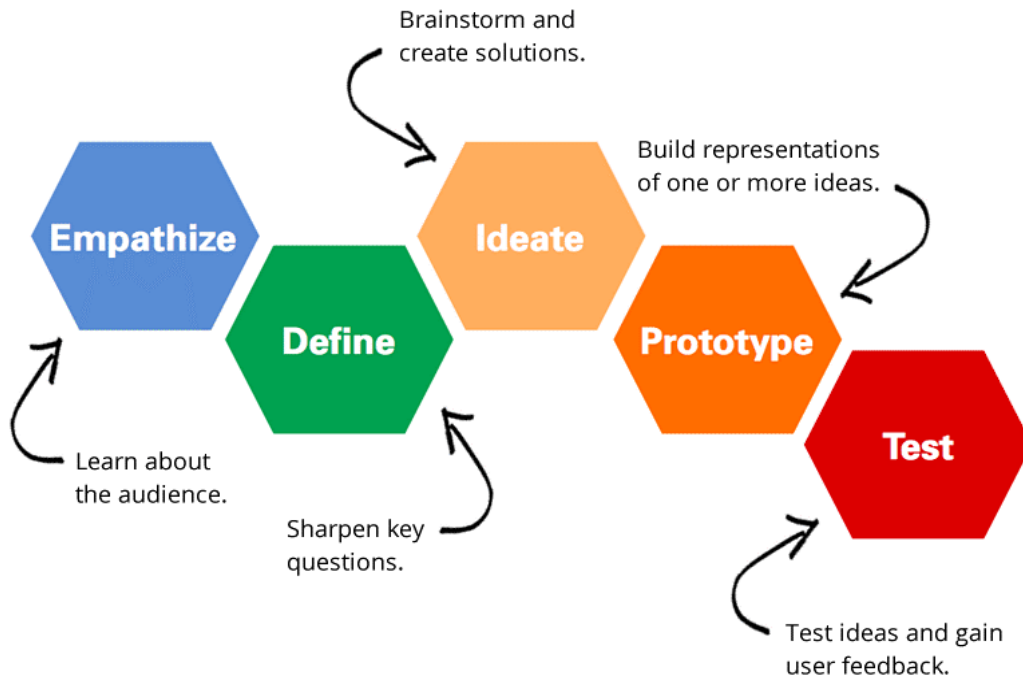 Brainstorm and
create solutions.
Build representations
of one or more ideas.
Empathize
Ideate
Define
Prototype
Test
Learn about
the audience.
Sharpen key
questions.
Test ideas and gain
user feedback.